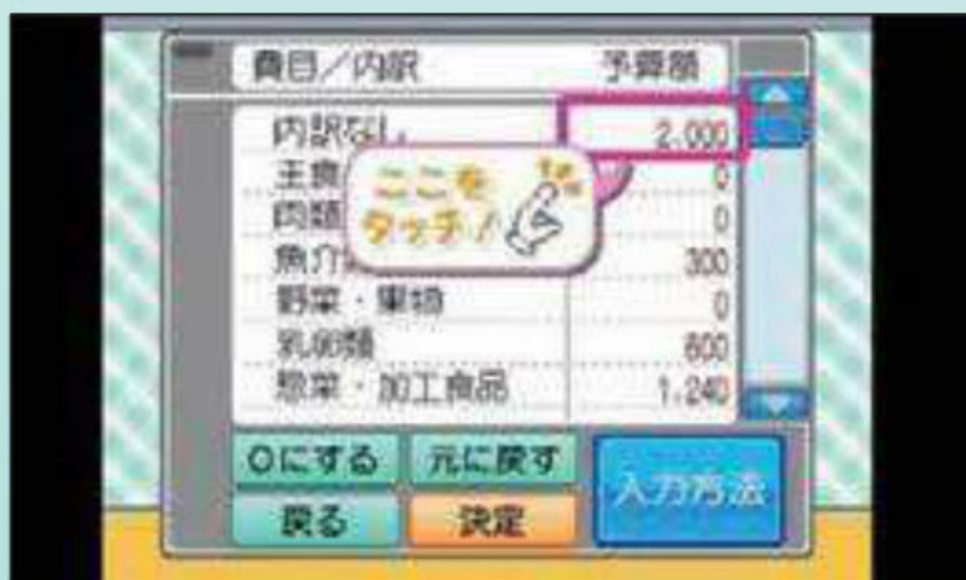 費目／内訳 予算額
内訳なし 2,000
主食 0
肉類 0
魚介 300
野菜・果物 0
乳卵類 600
惣菜・加工食品 1,240
ここを
タッチ！
0にする 元に戻す
入力方法
戻る 決定